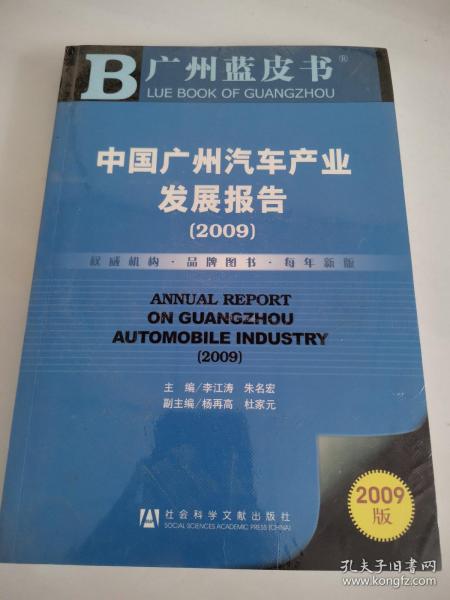 B 广州蓝皮书®
LUE BOOK OF GUANGZHOU
中国广州汽车产业
发展报告
(2009)
权威机构·品牌图书·每年新版
ANNUAL REPORT
ON GUANGZHOU
AUTOMOBILE INDUSTRY
(2009)
主 编/李江涛 朱名宏
副主编/杨再高 杜家元
2009
版
社会科学文献出版社
SOCIAL SCIENCES ACADEMIC PRESS (CHINA)
孔夫子旧书网
www.kongfz.com